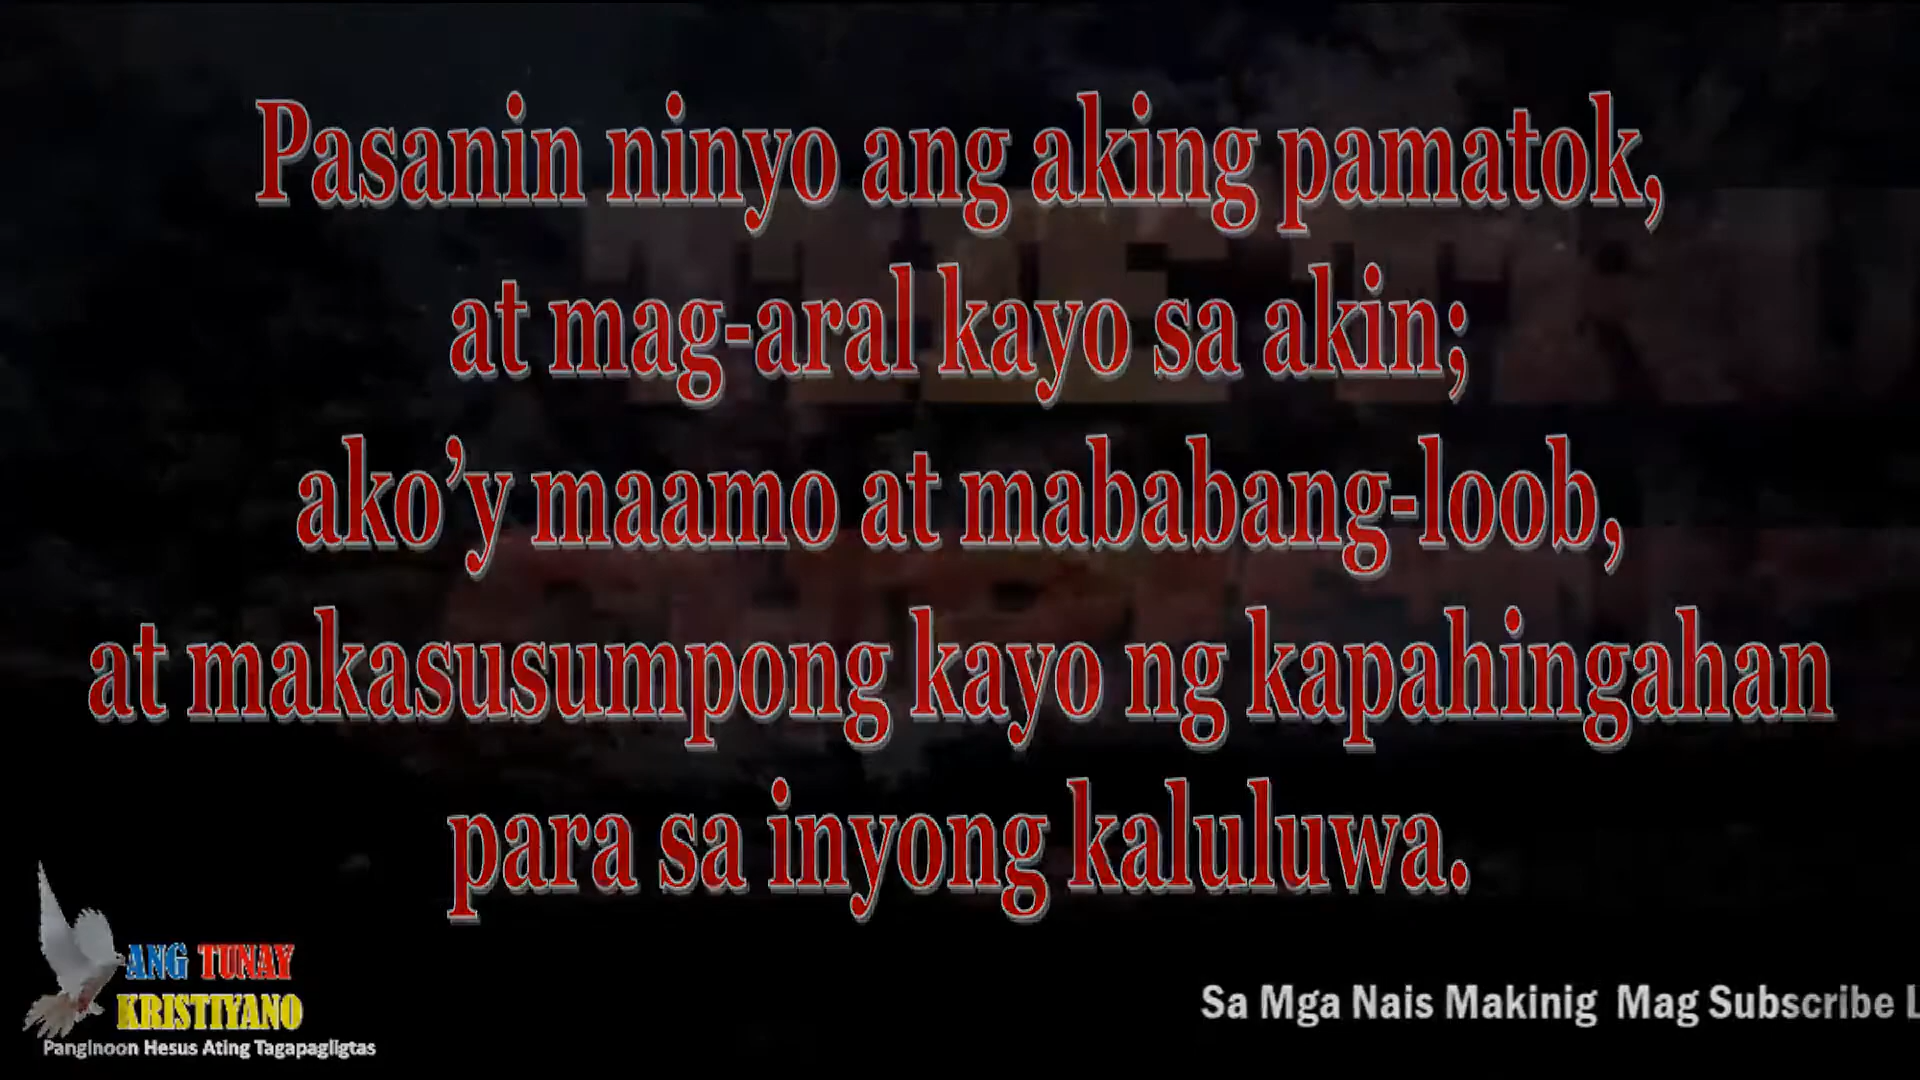 Pasanin ninyo ang aking pamatok,
at mag-aral kayo sa akin;
ako’y maamo at mababang-loob,
at makasusumpong kayo ng kapahingahan
para sa inyong kaluluwa.
ANG TUNAY
KRISTIYANO
Panginoon Hesus Ating Tagapagligtas
Sa Mga Nais Makinig Mag Subscribe L